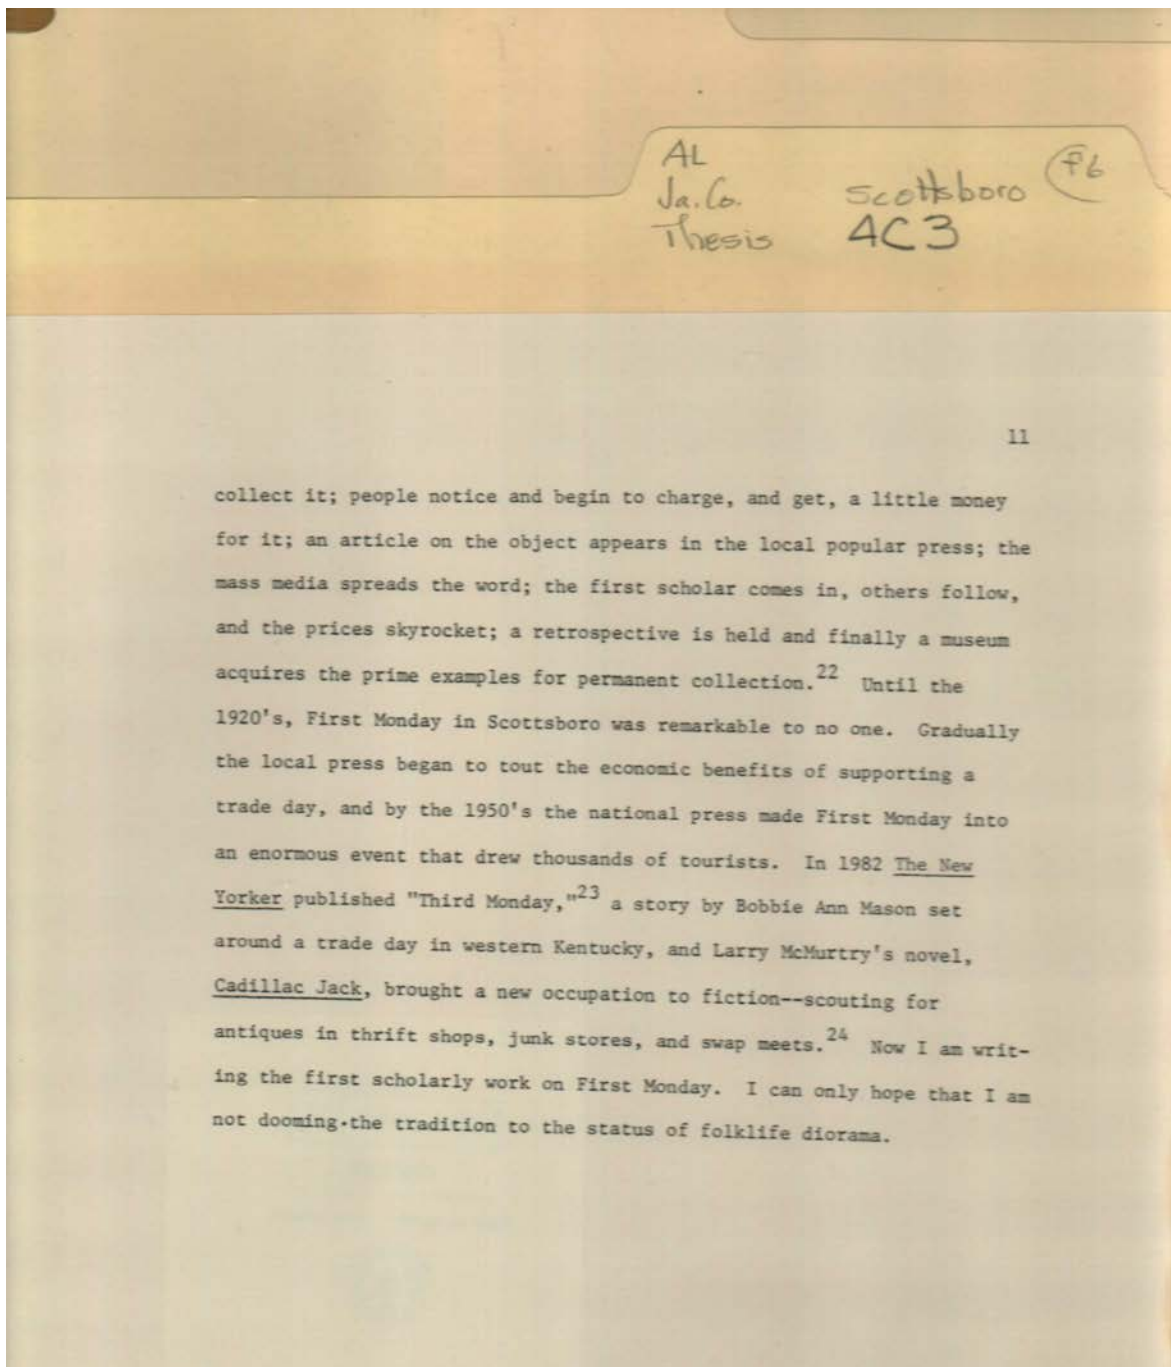 AL
Ja. Co. Scottsboro P6
Thesis 4C3
11
collect it; people notice and begin to charge, and get, a little money
for it; an article on the object appears in the local popular press; the
mass media spreads the word; the first scholar comes in, others follow,
and the prices skyrocket; a retrospective is held and finally a museum
acquires the prime examples for permanent collection.22 Until the
1920's, First Monday in Scottsboro was remarkable to no one. Gradually
the local press began to tout the economic benefits of supporting a
trade day, and by the 1950's the national press made First Monday into
an enormous event that drew thousands of tourists. In 1982 The New
Yorker published "Third Monday,"23 a story by Bobbie Ann Mason set
around a trade day in western Kentucky, and Larry McMurtry's novel,
Cadillac Jack, brought a new occupation to fiction--scouting for
antiques in thrift shops, junk stores, and swap meets.24 Now I am writ-
ing the first scholarly work on First Monday. I can only hope that I am
not dooming the tradition to the status of folklife diorama.